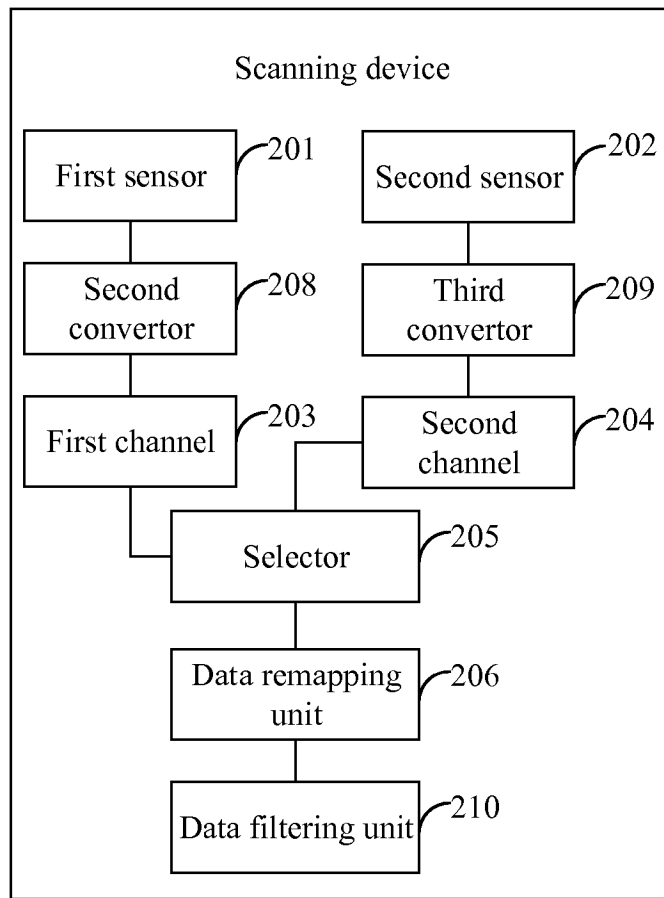 Scanning device
First sensor
201
Second sensor
202
Second
convertor
208
Third
convertor
209
First channel
203
Second
channel
204
Selector
205
Data remapping
unit
206
Data filtering unit
210